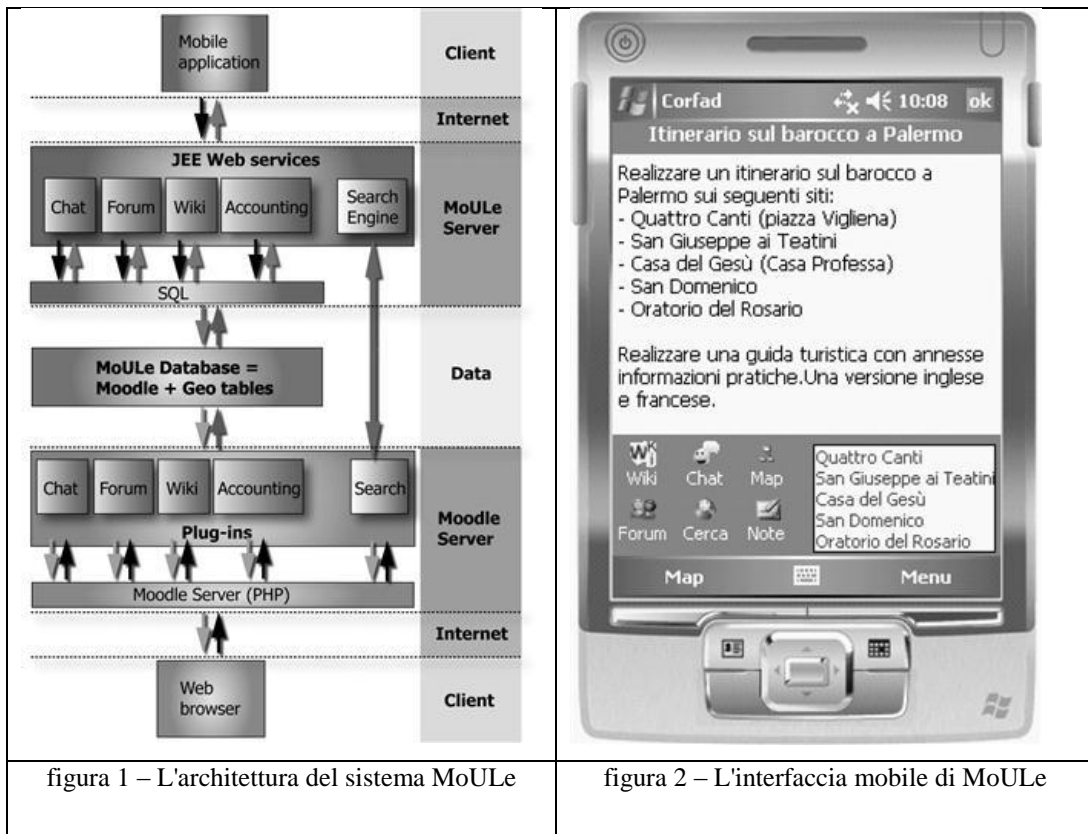 Mobile
application
Client
Internet
JEE Web services
Chat Forum Wiki Accounting Search
Engine
MoULe
Server
SQL
MoULe Database =
Moodle + Geo tables
Data
Chat Forum Wiki Accounting Search
Plug-ins
Moodle
Server
Moodle Server (PHP)
Internet
Web
browser
Client
figura 1 – L'architettura del sistema MoULe
Corfad 10:08 ok
Itinerario sul barocco a Palermo
Realizzare un itinerario sul barocco a
Palermo sui seguenti siti:
- Quattro Canti (piazza Vigliena)
- San Giuseppe ai Teatini
- Casa del Gesù (Casa Professa)
- San Domenico
- Oratorio del Rosario
Realizzare una guida turistica con annesse
informazioni pratiche.Una versione inglese
e francese.
Wiki Chat Map
Forum Cerca Note
Quattro Canti
San Giuseppe ai Teatini
Casa del Gesù
San Domenico
Oratorio del Rosario
Map Menu
figura 2 – L'interfaccia mobile di MoULe